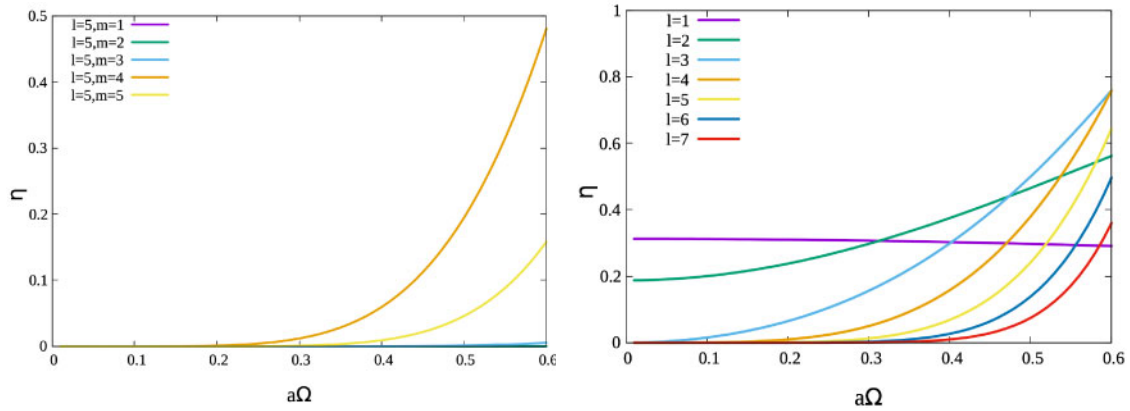 0.5
0.4
0.3
0.2
0.1
0
l=5,m=1
l=5,m=2
l=5,m=3
l=5,m=4
l=5,m=5
η
0 0.1 0.2 0.3 0.4 0.5 0.6
aΩ
1
0.8
0.6
0.4
0.2
0
l=1
l=2
l=3
l=4
l=5
l=6
l=7
η
0 0.1 0.2 0.3 0.4 0.5 0.6
aΩ